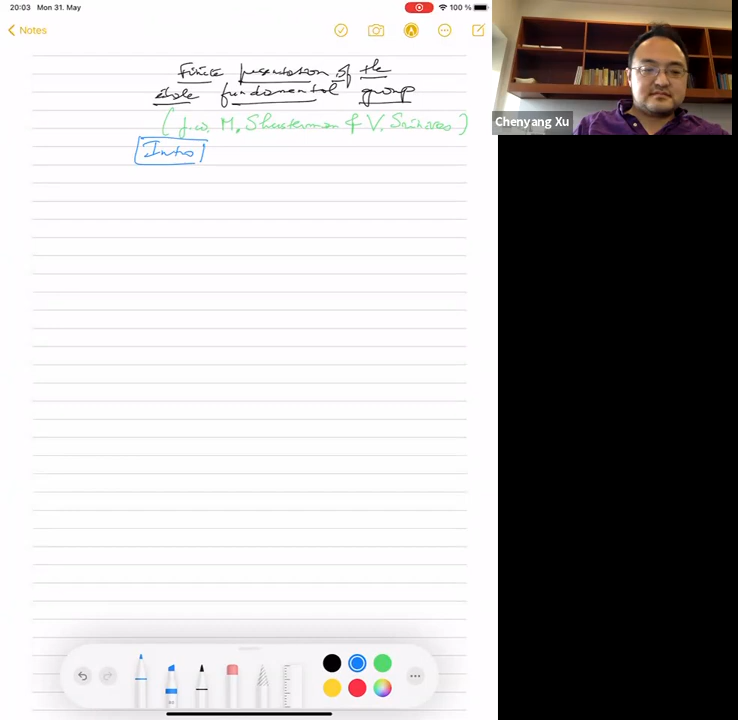 20:03 Mon 31. May
100 %
Notes
Finite presentation of the
étale fundamental group
(j.w. M. Shusterman & V. Srinivas)
Intro
Chenyang Xu